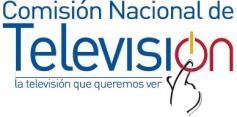 Comisión Nacional de
Televisión
la televisión que queremos ver